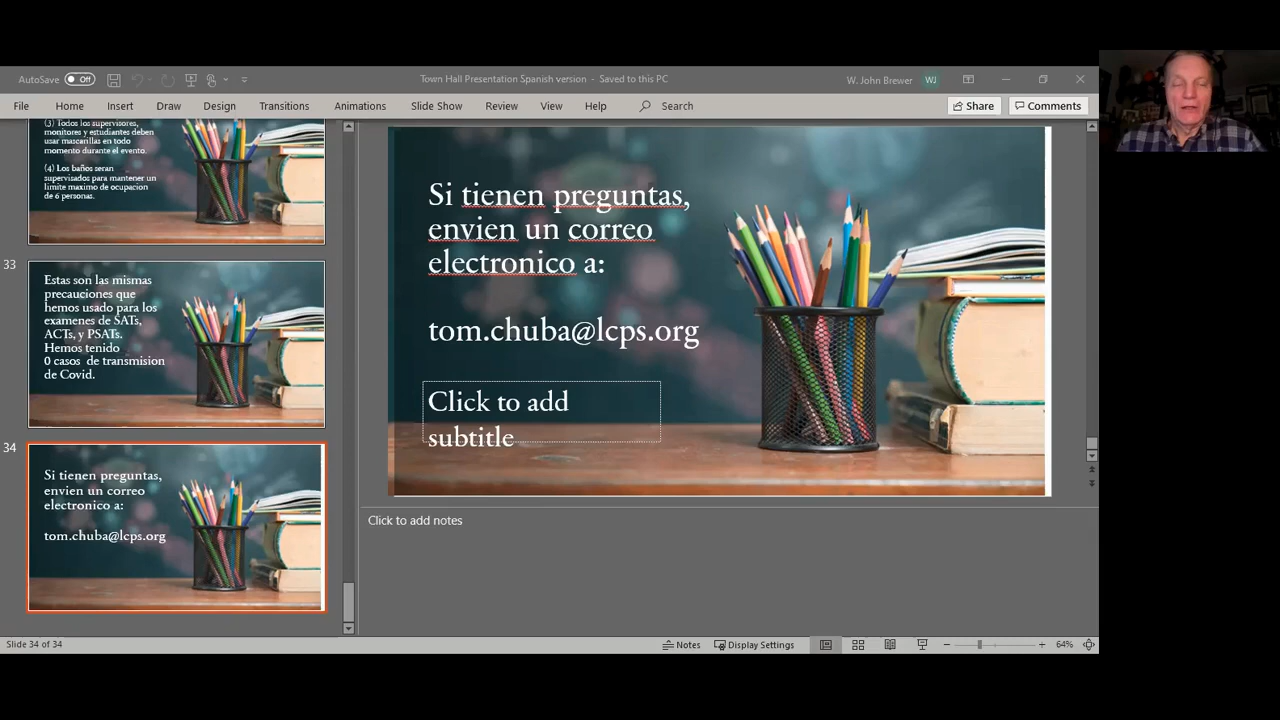 AutoSave Off
Town Hall Presentation Spanish version - Saved to this PC
W. John Brewer WJ
File Home Insert Draw Design Transitions Animations Slide Show Review View Help Search Share Comments
(3) Todos los supervisores,
monitores y estudiantes deben
usar mascarillas en todo
momento durante el evento.
(4) Los baños seran
supervisados para mantener un
limite maximo de ocupacion
de 6 personas.
33
Estas son las mismas
precauciones que
hemos usado para los
examenes de SATs,
ACTs, y PSATs.
Hemos tenido
0 casos de transmision
de Covid.
34
Si tienen preguntas,
envien un correo
electronico a:
tom.chuba@lcps.org
Si tienen preguntas,
envien un correo
electronico a:
tom.chuba@lcps.org
Click to add
subtitle
Click to add notes
Slide 34 of 34
Notes Display Settings 64%